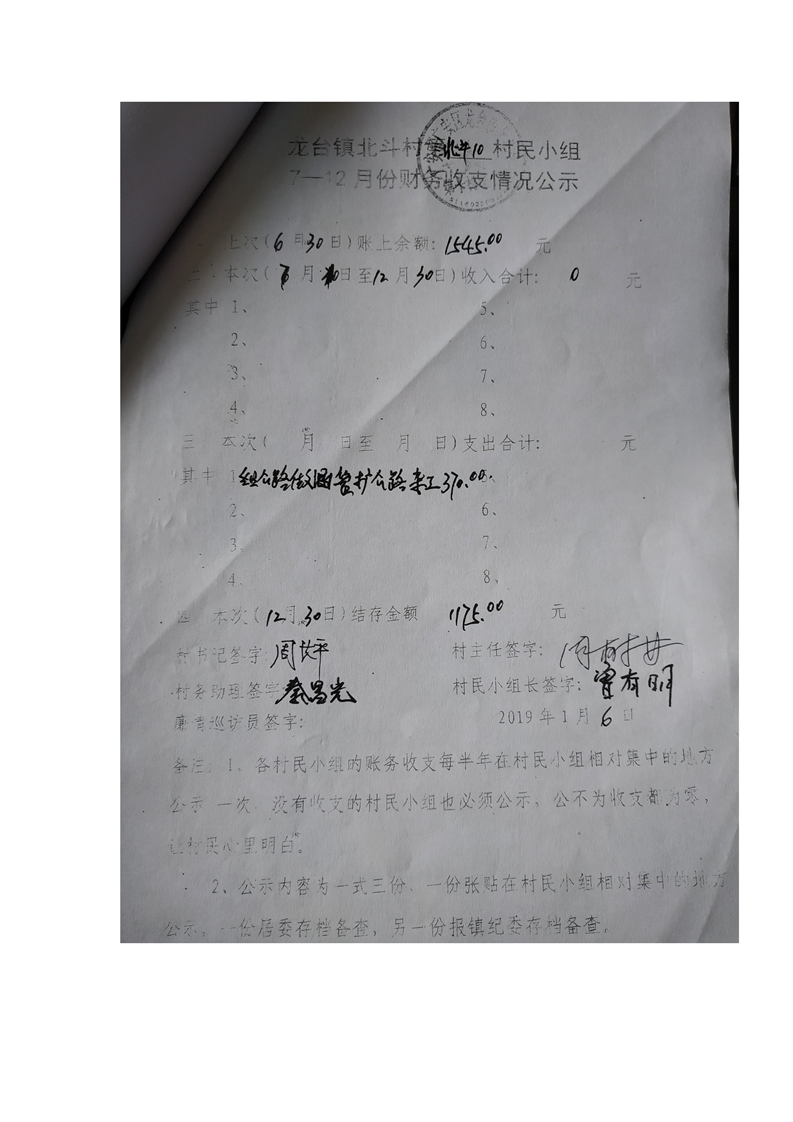 龙台镇北斗村第北斗10村民小组
7—12月份财务收支情况公示
一 上次(6月30日)账上余额:1545.00 元
二 本次( 月 日至12月30日)收入合计: 0 元
其中 1、 5、
2、 6、
3、 7、
4、 8、
三 本次( 月 日至 月 日)支出合计: 元
其中 1 组公路 管护公路 工370.00
2、 6、
3、 7、
4、 8、
四 本次(12月30日)结存金额 1175.00 元
村书记签字: 村主任签字:
村务助理签字:秦昌光 村民小组长签字:曾有明
廉青巡访员签字: 2019年1月6日
备注:1、各村民小组的账务收支每半年在村民小组相对集中的地方
公示一次,没有收支的村民小组也必须公示,公不为收支都为零,
让村民心里明白。
2、公示内容为一式三份、一份张贴在村民小组相对集中的地方
公示,一份居委存档备查,另一份报镇纪委存档备查。